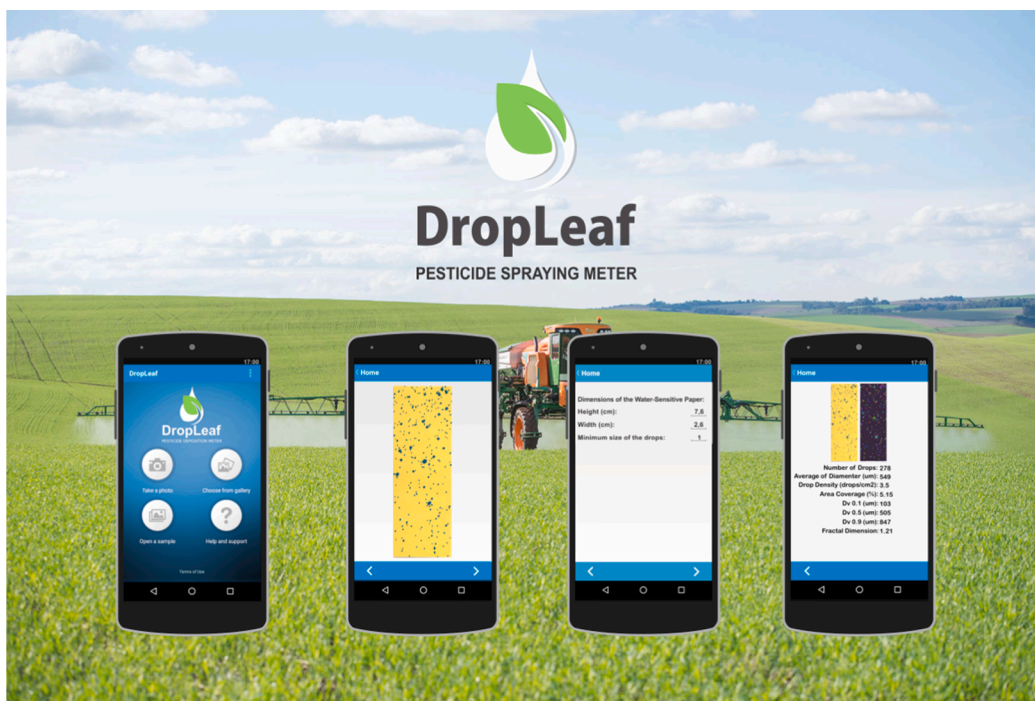 DropLeaf
PESTICIDE SPRAYING METER
17:00
DropLeaf
DropLeaf
PESTICIDE DEPOSITION METER
Take a photo
Choose from gallery
Open a sample
Help and support
Terms of Use
17:00
Home
17:00
Home
Dimensions of the Water-Sensitive Paper:
Height (cm): 7,6
Width (cm): 2,6
Minimum size of the drops: 1
17:00
Home
Number of Drops: 278
Average of Diamenter (um): 549
Drop Density (drops/cm2): 3.5
Area Coverage (%): 5.15
Dv 0.1 (um): 103
Dv 0.5 (um): 505
Dv 0.9 (um): 847
Fractal Dimension: 1.21